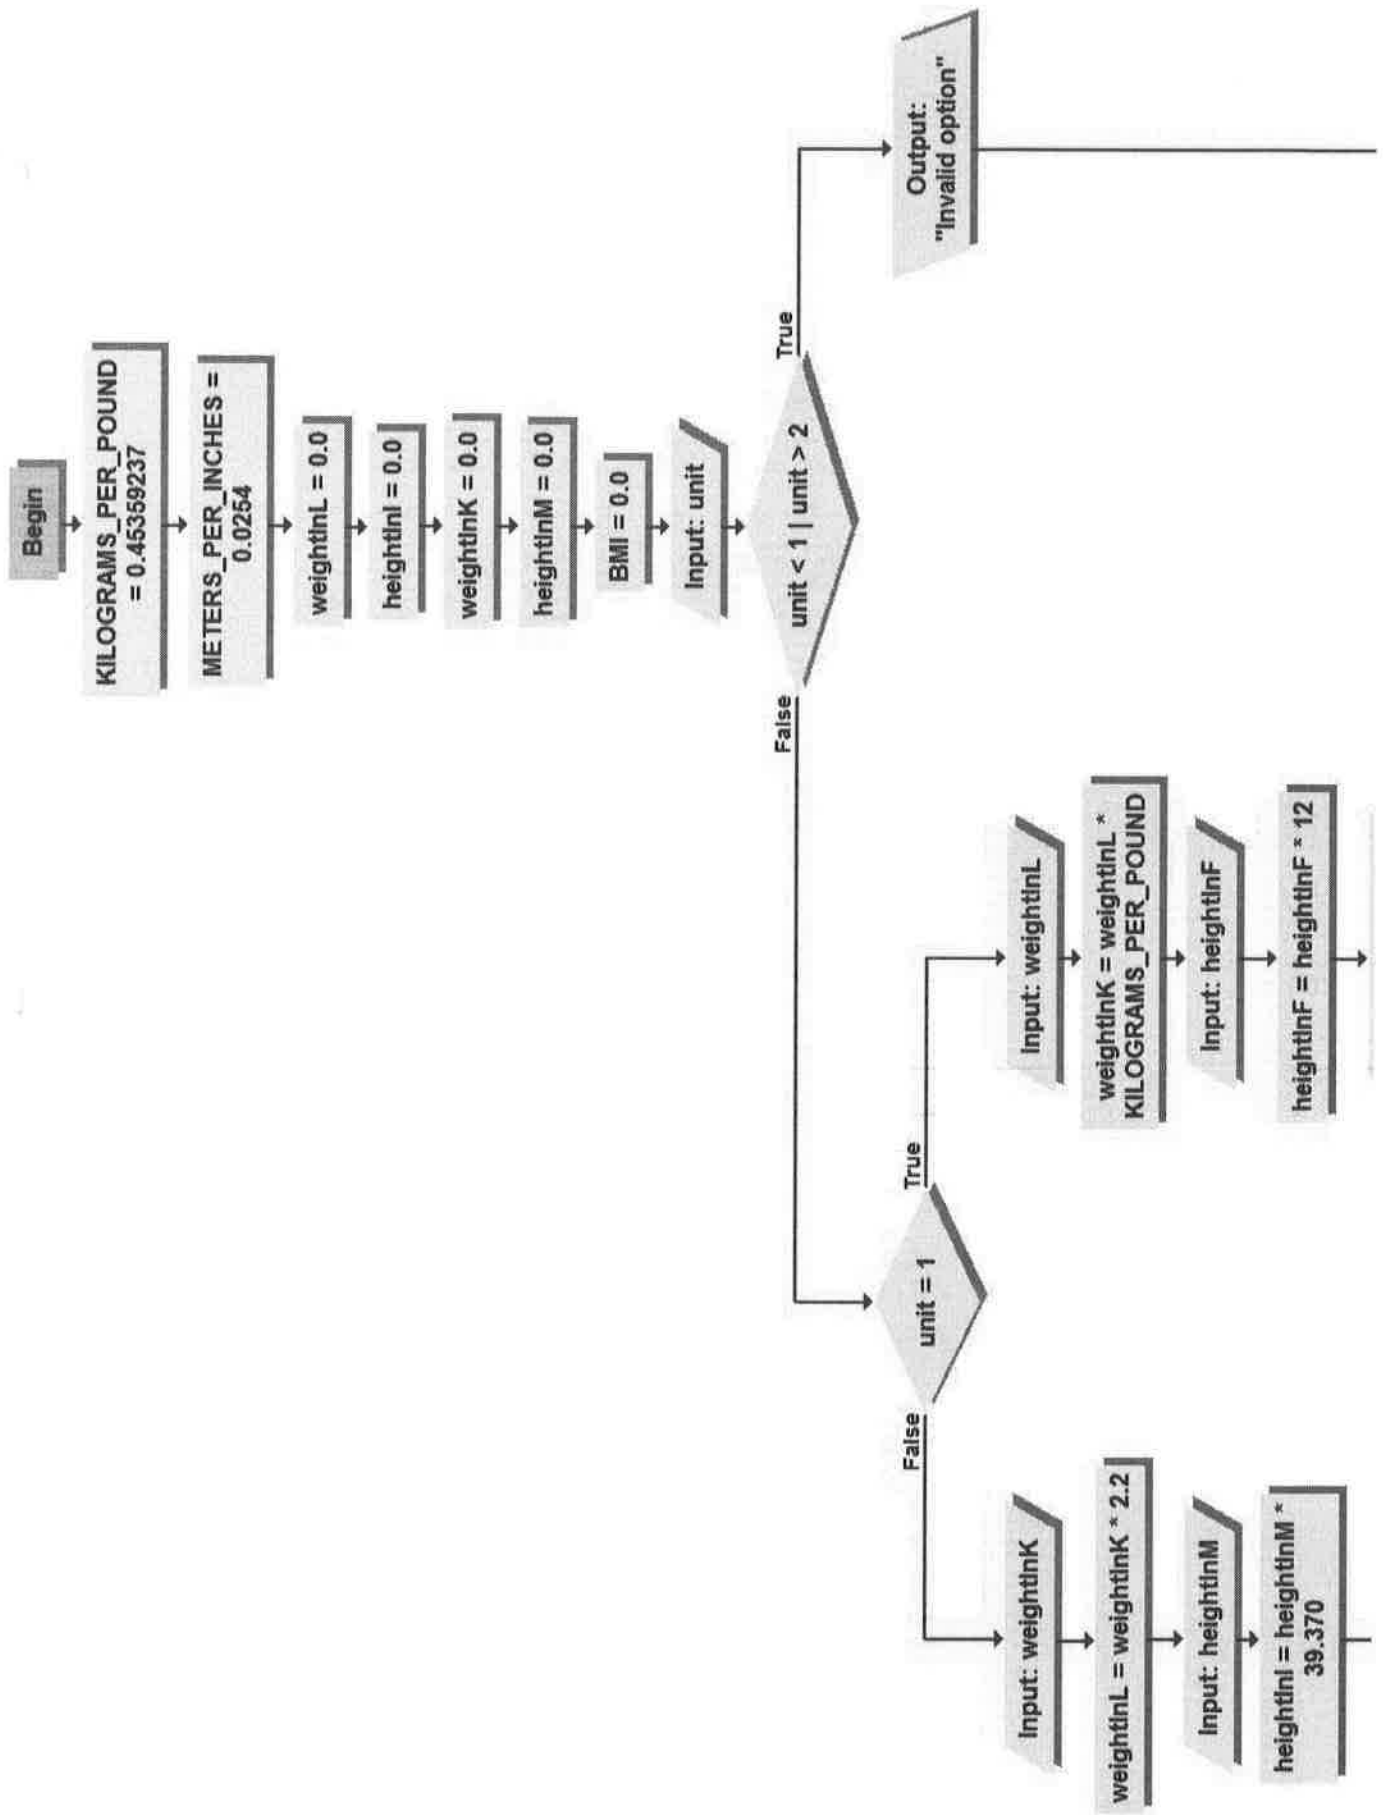 Begin
KILOGRAMS_PER_POUND
= 0.45359237
METERS_PER_INCHES =
0.0254
weightInL = 0.0
heightInI = 0.0
weightInK = 0.0
heightInM = 0.0
BMI = 0.0
Input: unit
unit < 1 | unit > 2
False
True
Output:
"Invalid option"
unit = 1
False
True
Input: weightInK
weightInL = weightInK * 2.2
Input: heightInM
heightInI = heightInM *
39.370
Input: weightInL
weightInK = weightInL *
KILOGRAMS_PER_POUND
Input: heightInF
heightInF = heightInF * 12